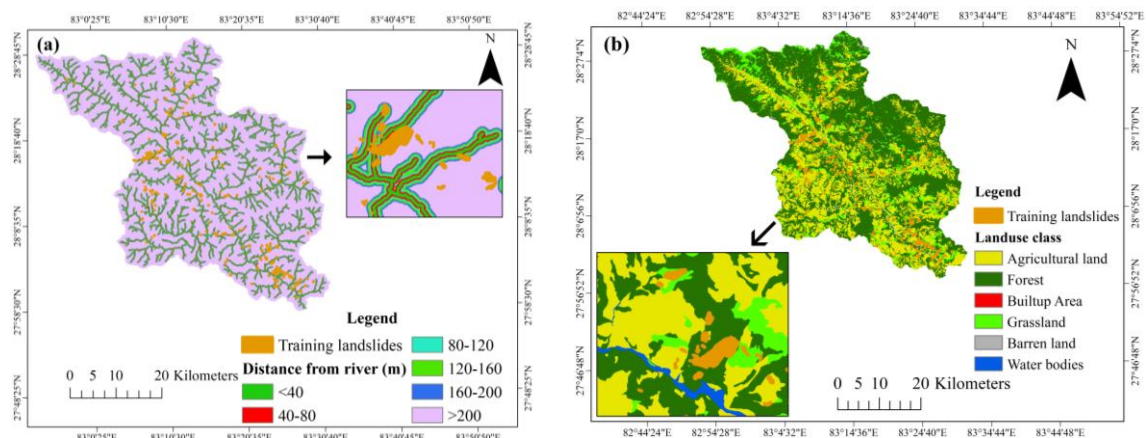 83°0'25"E 83°10'30"E 83°20'35"E 83°30'40"E 83°40'45"E 83°50'50"E
(a)
N
28°28'45"N
28°18'40"N
28°8'35"N
27°58'30"N
27°48'25"N
28°28'45"N
28°18'40"N
28°8'35"N
27°58'30"N
27°48'25"N
Legend
Training landslides
Distance from river (m)
<40
40-80
80-120
120-160
160-200
>200
0 5 10 20 Kilometers
83°0'25"E 83°10'30"E 83°20'35"E 83°30'40"E 83°40'45"E 83°50'50"E
82°44'24"E 82°54'28"E 83°4'32"E 83°14'36"E 83°24'40"E 83°34'44"E 83°44'48"E 83°54'52"E
(b)
N
28°27'4"N
28°17'0"N
28°6'56"N
27°56'52"N
27°46'48"N
28°27'4"N
28°17'0"N
28°6'56"N
27°56'52"N
27°46'48"N
Legend
Training landslides
Landuse class
Agricultural land
Forest
Builtup Area
Grassland
Barren land
Water bodies
0 5 10 20 Kilometers
82°44'24"E 82°54'28"E 83°4'32"E 83°14'36"E 83°24'40"E 83°34'44"E 83°44'48"E